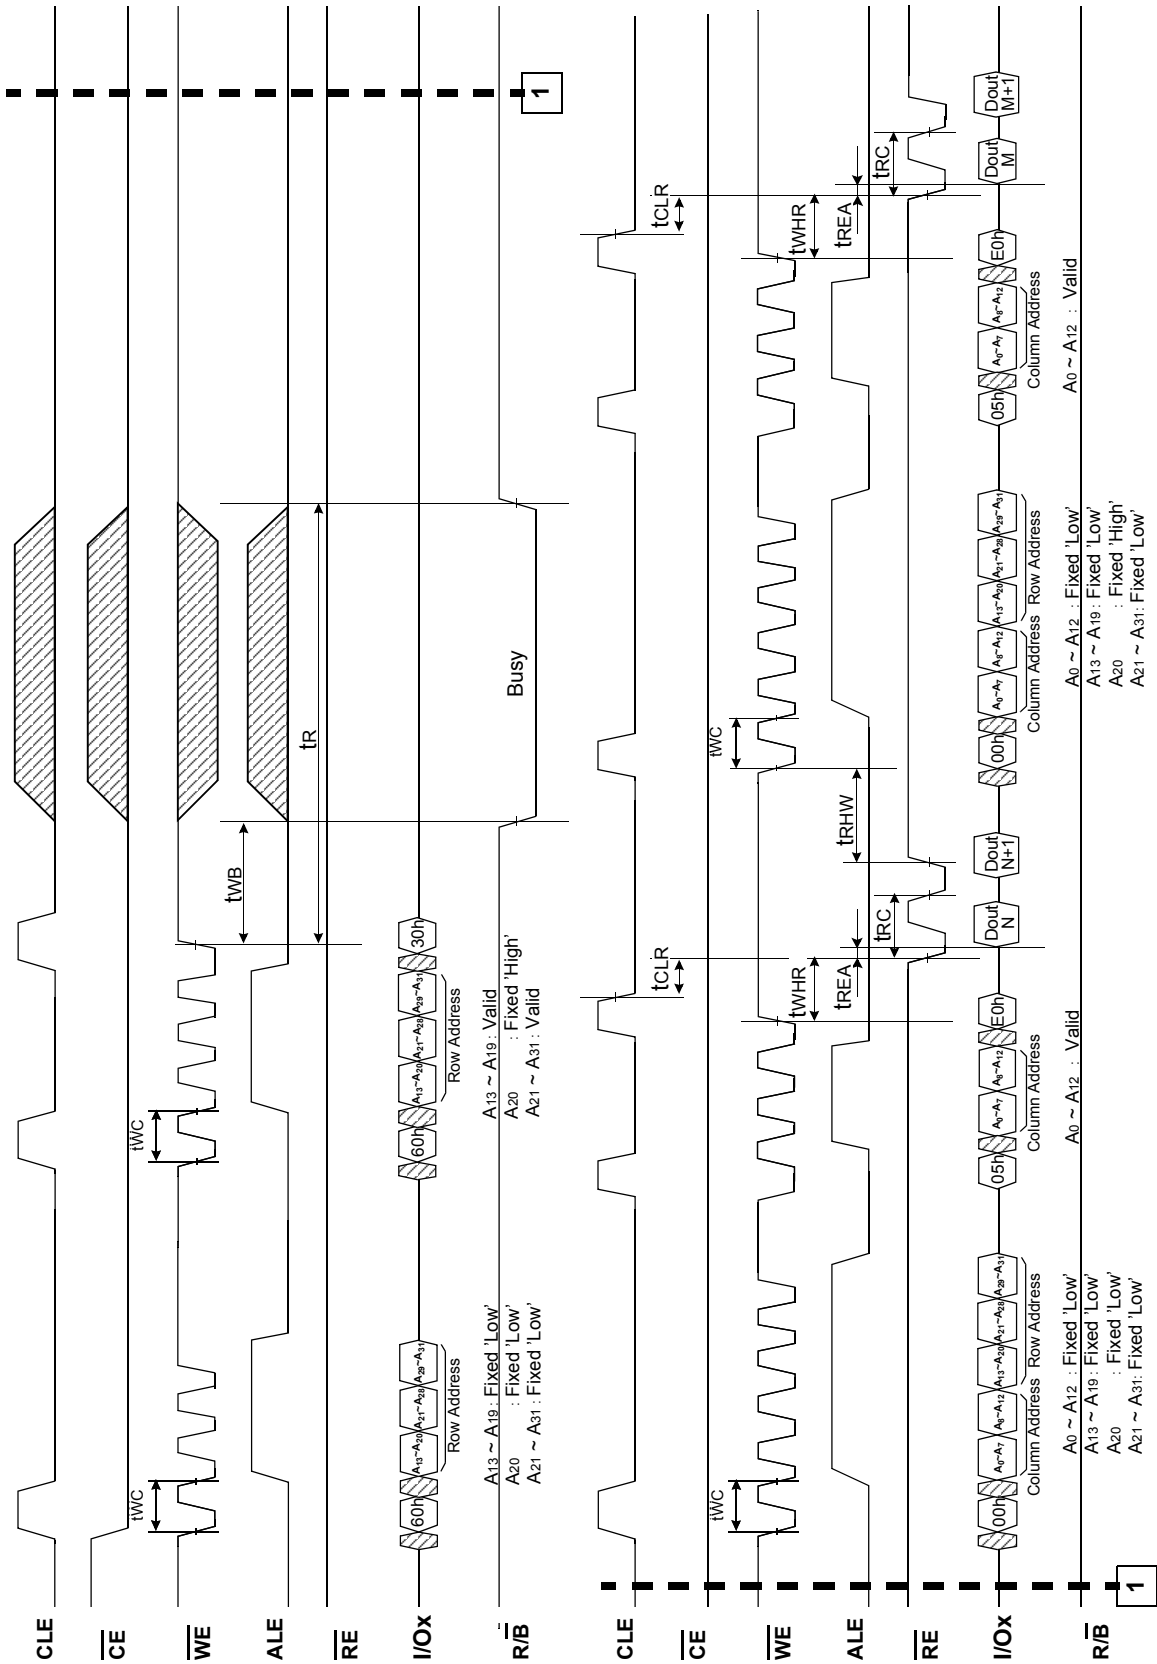 CLE
CE
WE
ALE
RE
I/Ox
R/B
tWC
tWC
tWB
tR
60h
A13~A20
A21~A28
A29~A31
Row Address
A13 ~ A19 : Fixed 'Low'
A20 : Fixed 'Low'
A21 ~ A31 : Fixed 'Low'
60h
A13~A20
A21~A28
A29~A31
30h
Row Address
A13 ~ A19 : Valid
A20 : Fixed 'High'
A21 ~ A31 : Valid
Busy
1
CLE
CE
WE
ALE
RE
I/Ox
R/B
1
tWC
tCLR
tWHR
tREA
tRC
tRHW
tWC
tCLR
tWHR
tREA
tRC
00h
A0~A7
A8~A12
A13~A20
A21~A28
A29~A31
Column Address
Row Address
A0 ~ A12 : Fixed 'Low'
A13 ~ A19 : Fixed 'Low'
A20 : Fixed 'Low'
A21 ~ A31: Fixed 'Low'
05h
A0~A7
A8~A12
E0h
Column Address
A0 ~ A12 : Valid
Dout
N
Dout
N+1
00h
A0~A7
A8~A12
A13~A20
A21~A28
A29~A31
Column Address
Row Address
A0 ~ A12 : Fixed 'Low'
A13 ~ A19 : Fixed 'Low'
A20 : Fixed 'High'
A21 ~ A31: Fixed 'Low'
05h
A0~A7
A8~A12
E0h
Column Address
A0 ~ A12 : Valid
Dout
M
Dout
M+1